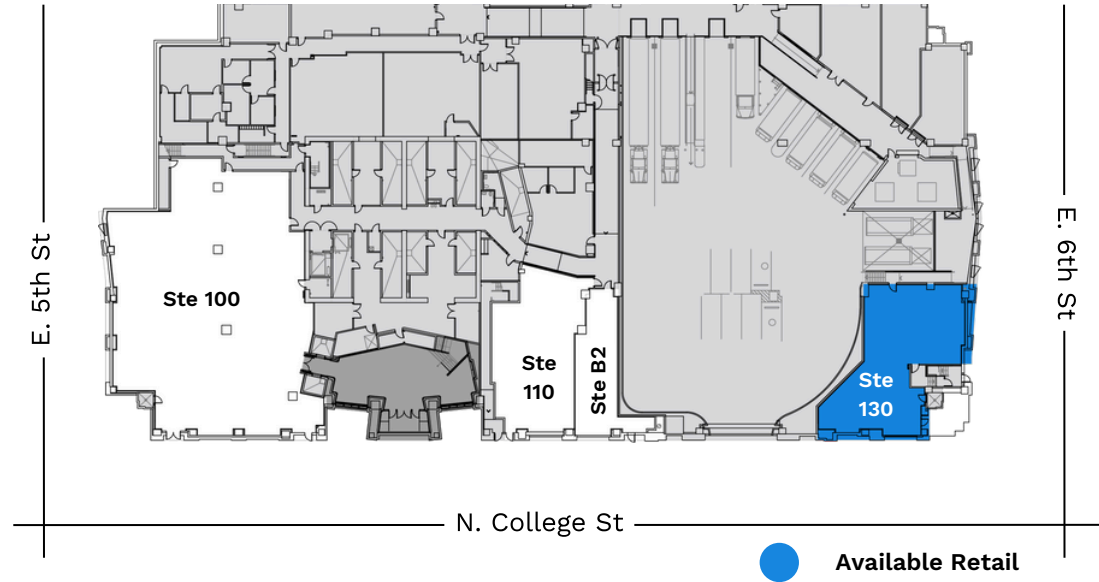 E. 5th St
E. 6th St
Ste 100
Ste
110
Ste B2
Ste
130
N. College St
Available Retail